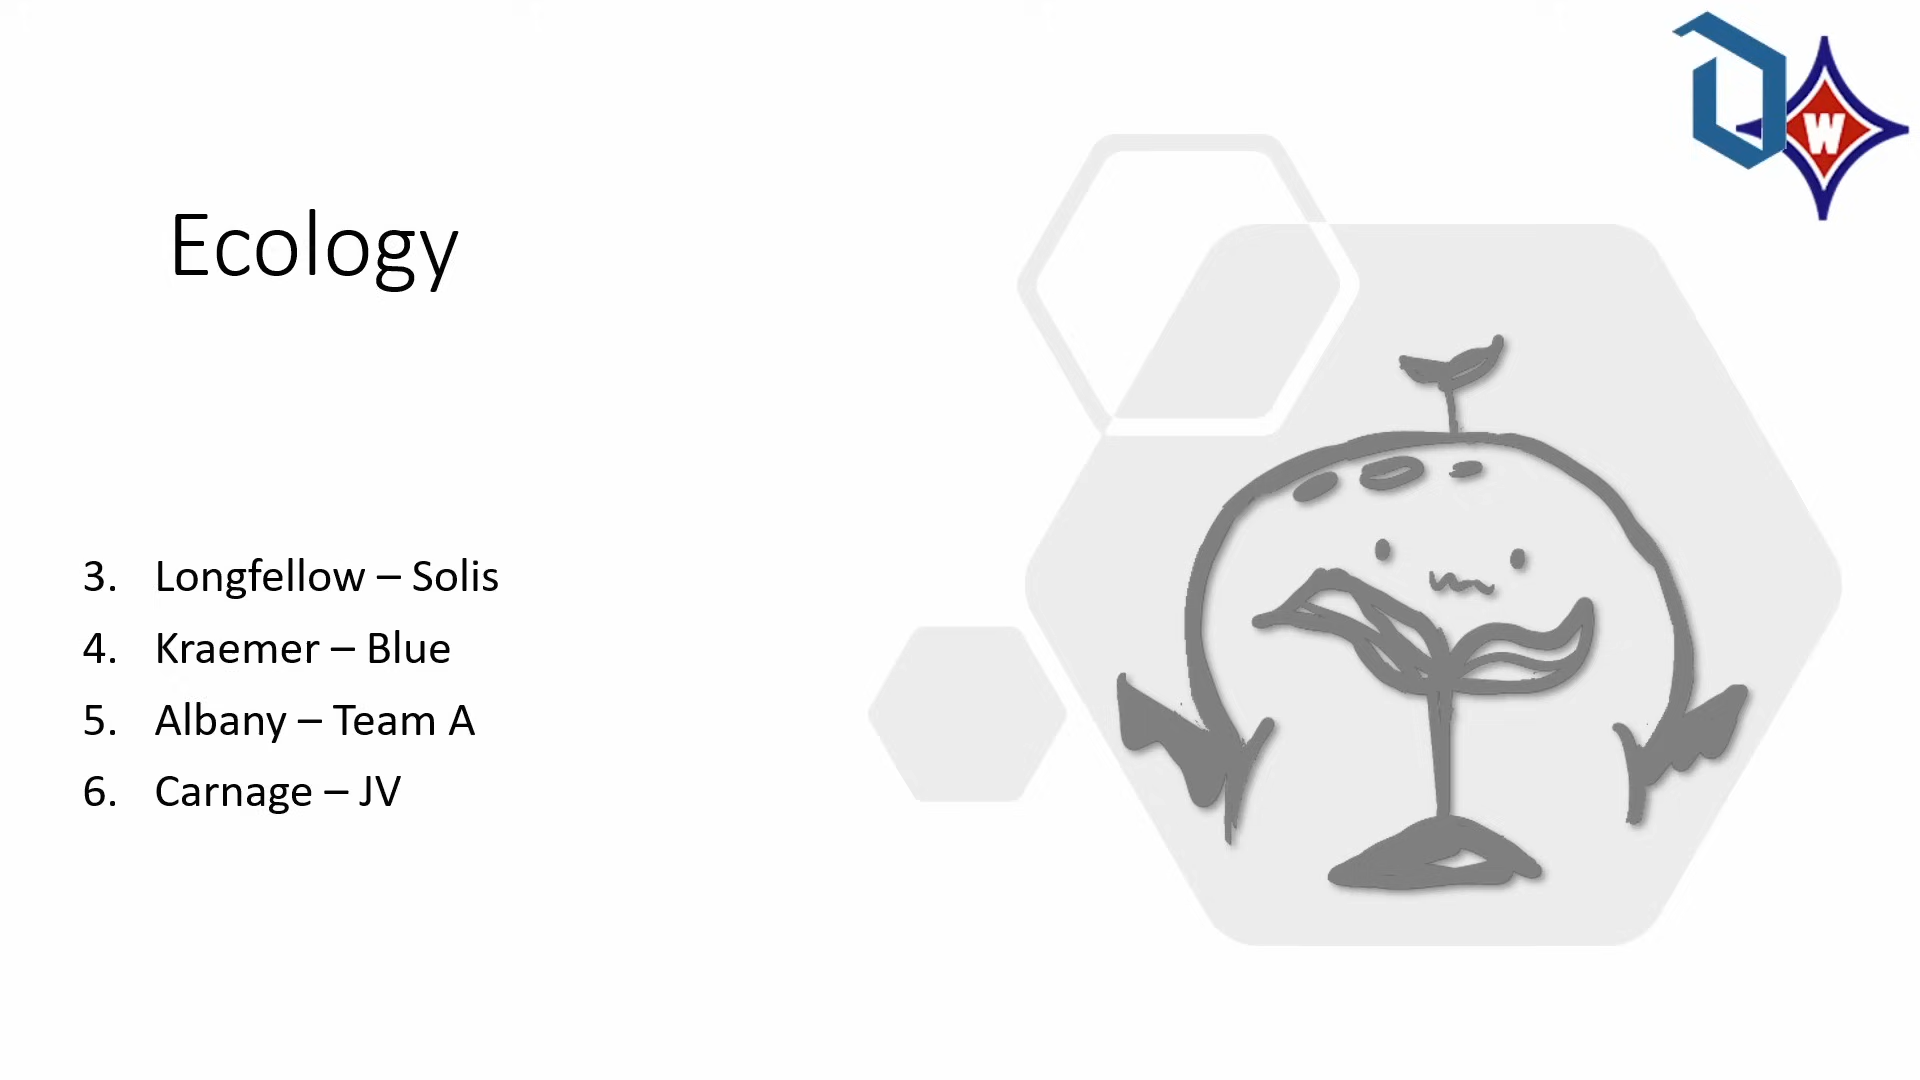 W
Ecology
3. Longfellow – Solis
4. Kraemer – Blue
5. Albany – Team A
6. Carnage – JV